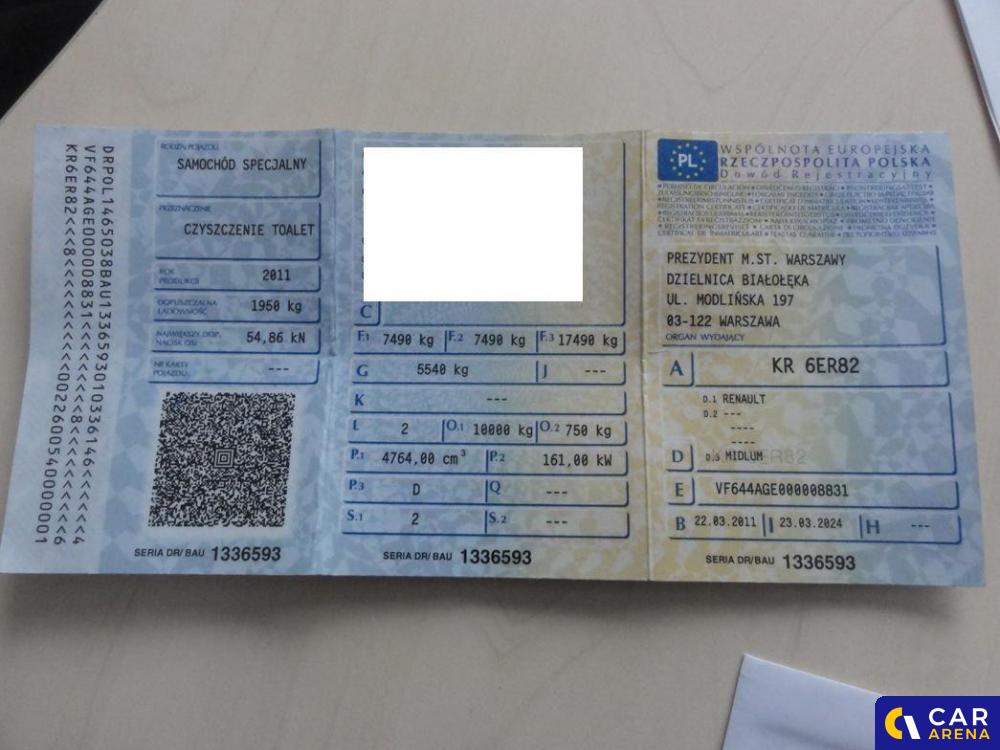 DRPOL1465038BAU13365930103361 46<<<<<<4
VF644AGE000008831<<<<<<<<8<<<<<<<<<<6
KR6ER82<<<8<<<<<<<<<<<002260054000001
RODZAJ POJAZDU
SAMOCHÓD SPECJALNY
PRZEZNACZENIE
CZYSZCZENIE TOALET
ROK PRODUKCJI 2011
DOPUSZCZALNA ŁADOWNOŚĆ 1950 kg
NAJWIĘKSZY DOP. NACISK OSI 54,86 kN
NR KARTY POJAZDU: ---
SERIA DR/BAU 1336593
C
F.1 7490 kg F.2 7490 kg F.3 17490 kg
G 5540 kg J ---
K ---
L 2 O.1 10000 kg O.2 750 kg
P.1 4764,00 cm³ P.2 161,00 kW
P.3 D Q ---
S.1 2 S.2 ---
SERIA DR/BAU 1336593
PL
WSPÓLNOTA EUROPEJSKA
RZECZPOSPOLITA POLSKA
Dowód Rejestracyjny
PREZYDENT M.ST. WARSZAWY
DZIELNICA BIAŁOŁĘKA
UL. MODLIŃSKA 197
03-122 WARSZAWA
ORGAN WYDAJĄCY
A KR 6ER82
D.1 RENAULT
D.2 ---
----
----
D D.3 MIDLUM
E VF644AGE000008831
B 22.03.2011 I 23.03.2024 H ---
SERIA DR/BAU 1336593
CAR
ARENA